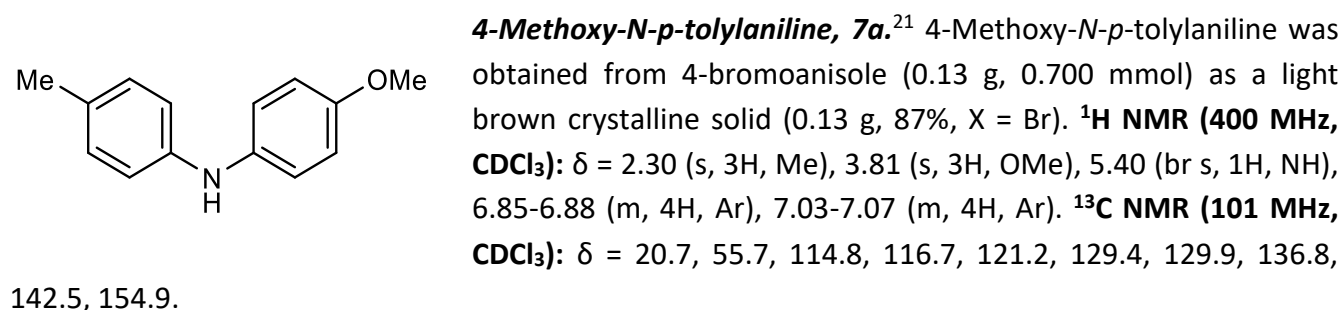 4-Methoxy-N-p-tolylaniline, 7a.²¹ 4-Methoxy-N-p-tolylaniline was
obtained from 4-bromoanisole (0.13 g, 0.700 mmol) as a light
brown crystalline solid (0.13 g, 87%, X = Br). ¹H NMR (400 MHz,
CDCl₃): δ = 2.30 (s, 3H, Me), 3.81 (s, 3H, OMe), 5.40 (br s, 1H, NH),
6.85-6.88 (m, 4H, Ar), 7.03-7.07 (m, 4H, Ar). ¹³C NMR (101 MHz,
CDCl₃): δ = 20.7, 55.7, 114.8, 116.7, 121.2, 129.4, 129.9, 136.8,
142.5, 154.9.
Me
OMe
N
H